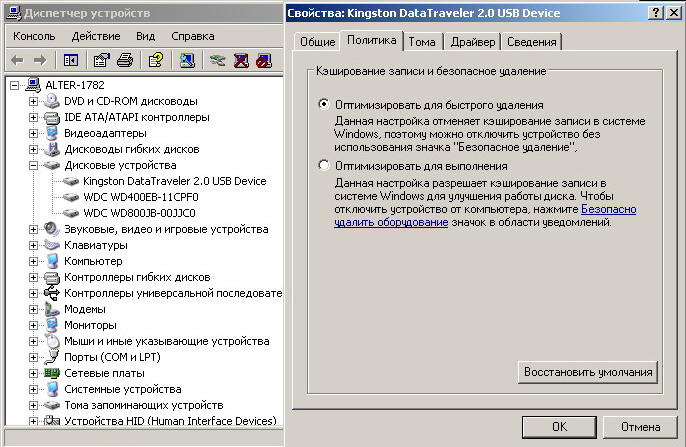 Диспетчер устройств
Консоль Действие Вид Справка
ALTER-1782
DVD и CD-ROM дисководы
IDE ATA/ATAPI контроллеры
Видеоадаптеры
Дисководы гибких дисков
Дисковые устройства
Kingston DataTraveler 2.0 USB Device
WDC WD400EB-11CPF0
WDC WD800JB-00JJC0
Звуковые, видео и игровые устройства
Клавиатуры
Компьютер
Контроллеры гибких дисков
Контроллеры универсальной последовате
Модемы
Мониторы
Мыши и иные указывающие устройства
Порты (COM и LPT)
Сетевые платы
Системные устройства
Тома запоминающих устройств
Устройства HID (Human Interface Devices)
Свойства: Kingston DataTraveler 2.0 USB Device
Общие Политика Тома Драйвер Сведения
Кэширование записи и безопасное удаление
Оптимизировать для быстрого удаления
Данная настройка отменяет кэширование записи в системе
Windows, поэтому можно отключить устройство без
использования значка "Безопасное удаление",
Оптимизировать для выполнения
Данная настройка разрешает кэширование записи в
системе Windows для улучшения работы диска. Чтобы
отключить устройство от компьютера, нажмите Безопасно
удалить оборудование значок в области уведомлений.
Восстановить умолчания
OK Отмена